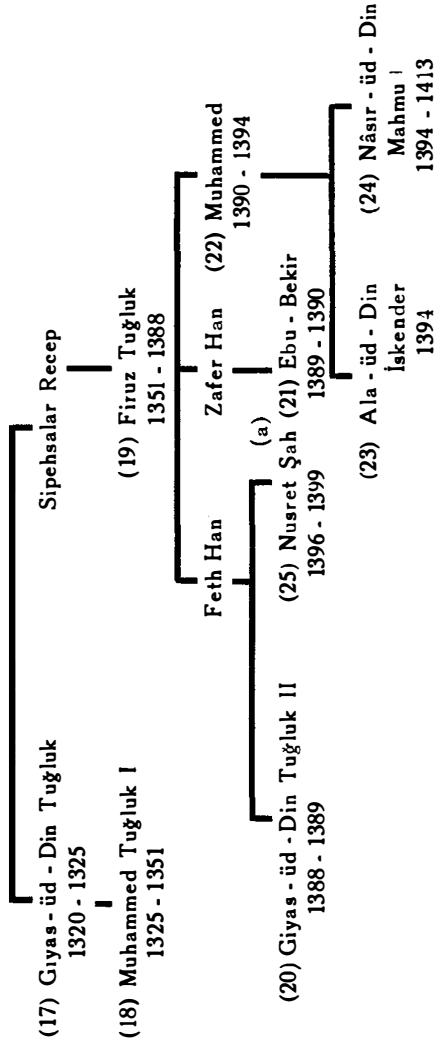 (17) Gıyas - üd - Din Tuğluk
1320 - 1325
Sipehsalar Recep
(18) Muhammed Tuğluk I
1325 - 1351
(19) Firuz Tuğluk
1351 - 1388
Feth Han
Zafer Han
(22) Muhammed
1390 - 1394
(a)
(20) Giyas - üd - Din Tuğluk II
1388 - 1389
(25) Nusret Şah
1396 - 1399
(21) Ebu - Bekir
1389 - 1390
(23) Ala - üd - Din
İskender
1394
(24) Nâsır - üd - Din
1394 - 1413